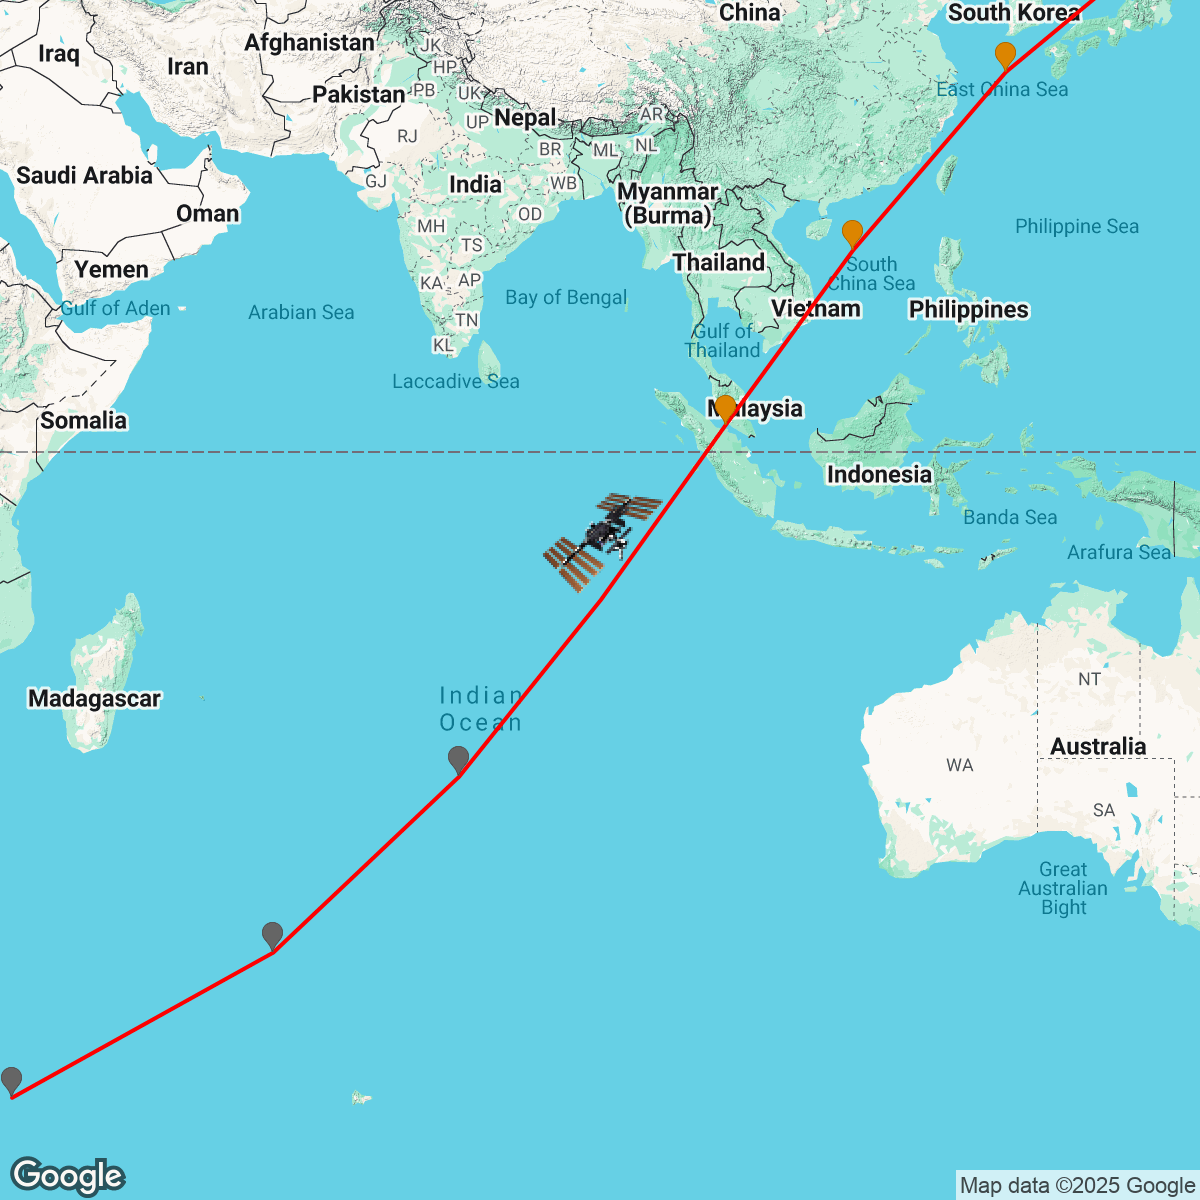 China
South Korea
Afghanistan
JK
Iraq
Iran
HP
Pakistan
PB
UK
East China Sea
Nepal
UP
AR
RJ
BR
ML
NL
Saudi Arabia
GJ
India
WB
Myanmar
(Burma)
Oman
OD
MH
Philippine Sea
TS
Yemen
Thailand
South
China Sea
KA
AP
Bay of Bengal
Gulf of Aden
Arabian Sea
Vietnam
Philippines
TN
Gulf of
Thailand
KL
Laccadive Sea
Malaysia
Somalia
Indonesia
Banda Sea
Arafura Sea
NT
Indian
Ocean
Madagascar
Australia
WA
SA
Great
Australian
Bight
Google
Map data ©2025 Google